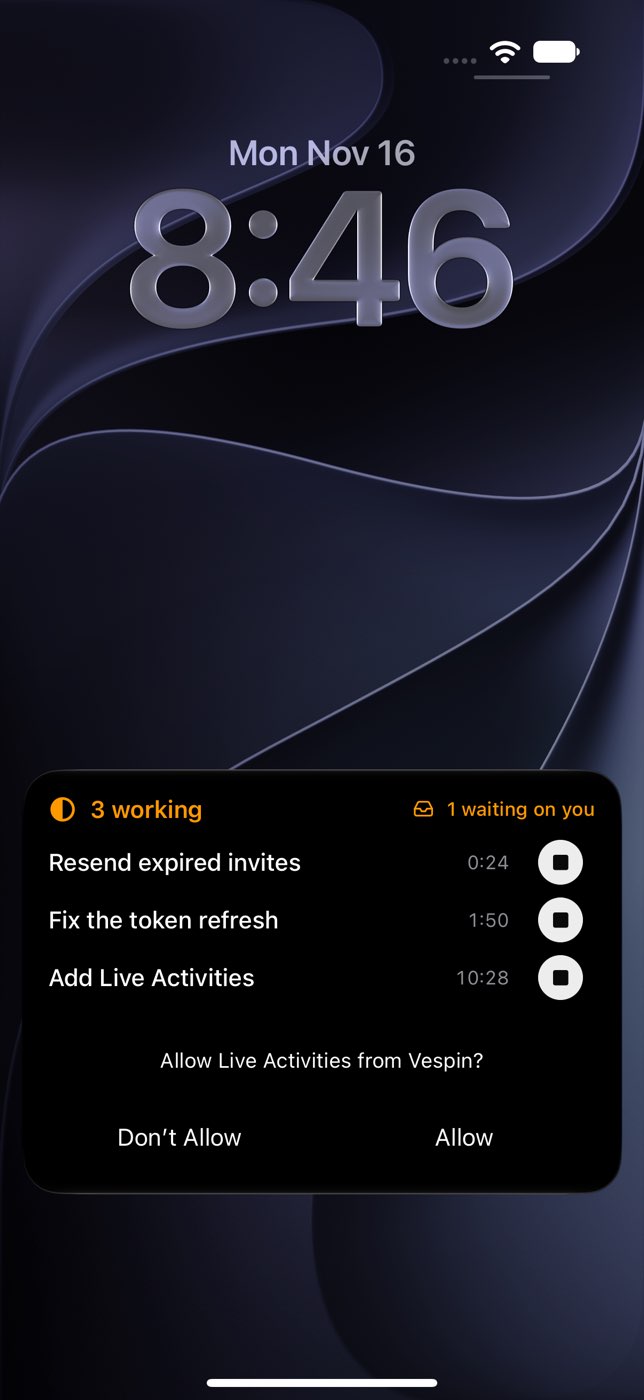 Mon Nov 16
8:46
3 working
1 waiting on you
Resend expired invites 0:24
Fix the token refresh 1:50
Add Live Activities 10:28
Allow Live Activities from Vespin?
Don’t Allow
Allow